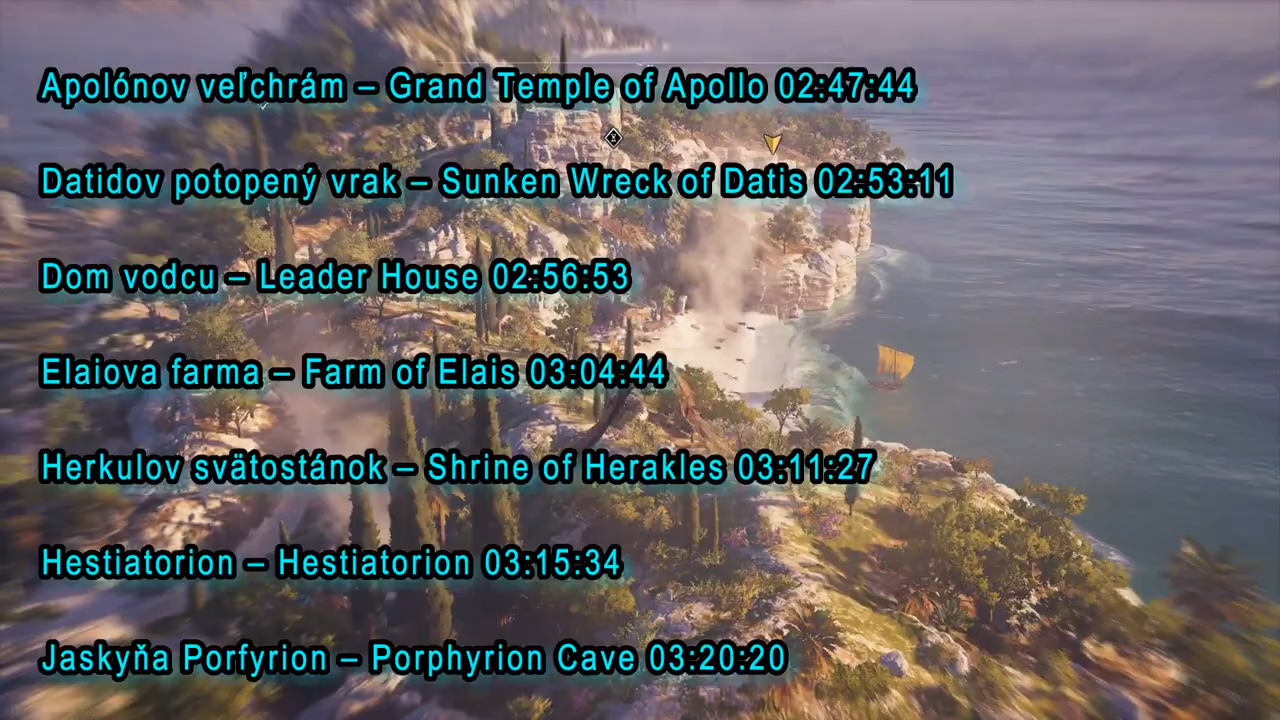 Apolónov veľchrám – Grand Temple of Apollo 02:47:44
Datidov potopený vrak – Sunken Wreck of Datis 02:53:11
Dom vodcu – Leader House 02:56:53
Elaiova farma – Farm of Elais 03:04:44
Herkulov svätostánok – Shrine of Herakles 03:11:27
Hestiatorion – Hestiatorion 03:15:34
Jaskyňa Porfyrion – Porphyrion Cave 03:20:20